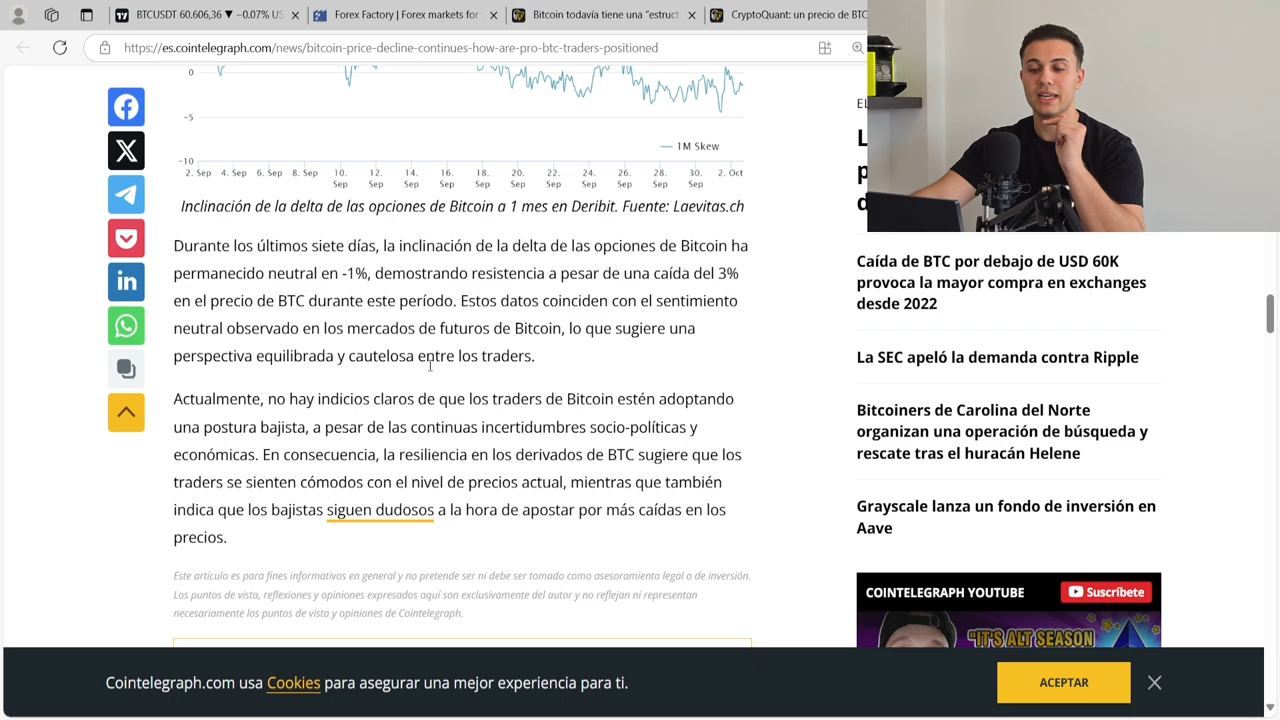 BTCUSDT 60.606,36 ▼ −0.07% US
Forex Factory | Forex markets for
Bitcoin todavía tiene una "estruct
CryptoQuant: un precio de BTC
https://es.cointelegraph.com/news/bitcoin-price-decline-continues-how-are-pro-btc-traders-positioned
0
−5
−10
1M Skew
2. Sep 4. Sep 6. Sep 8. Sep 10. Sep 12. Sep 14. Sep 16. Sep 18. Sep 20. Sep 22. Sep 24. Sep 26. Sep 28. Sep 30. Sep 2. Oct
Inclinación de la delta de las opciones de Bitcoin a 1 mes en Deribit. Fuente: Laevitas.ch
Durante los últimos siete días, la inclinación de la delta de las opciones de Bitcoin ha
permanecido neutral en -1%, demostrando resistencia a pesar de una caída del 3%
en el precio de BTC durante este período. Estos datos coinciden con el sentimiento
neutral observado en los mercados de futuros de Bitcoin, lo que sugiere una
perspectiva equilibrada y cautelosa entre los traders.
Actualmente, no hay indicios claros de que los traders de Bitcoin estén adoptando
una postura bajista, a pesar de las continuas incertidumbres socio-políticas y
económicas. En consecuencia, la resiliencia en los derivados de BTC sugiere que los
traders se sienten cómodos con el nivel de precios actual, mientras que también
indica que los bajistas siguen dudosos a la hora de apostar por más caídas en los
precios.
Este artículo es para fines informativos en general y no pretende ser ni debe ser tomado como asesoramiento legal o de inversión.
Los puntos de vista, reflexiones y opiniones expresados aquí son exclusivamente del autor y no reflejan ni representan
necesariamente los puntos de vista y opiniones de Cointelegraph.
EL
L
p
d
Caída de BTC por debajo de USD 60K
provoca la mayor compra en exchanges
desde 2022
La SEC apeló la demanda contra Ripple
Bitcoiners de Carolina del Norte
organizan una operación de búsqueda y
rescate tras el huracán Helene
Grayscale lanza un fondo de inversión en
Aave
COINTELEGRAPH YOUTUBE
Suscríbete
"IT'S ALT SEASON
Cointelegraph.com usa Cookies para asegurar una mejor experiencia para ti.
ACEPTAR